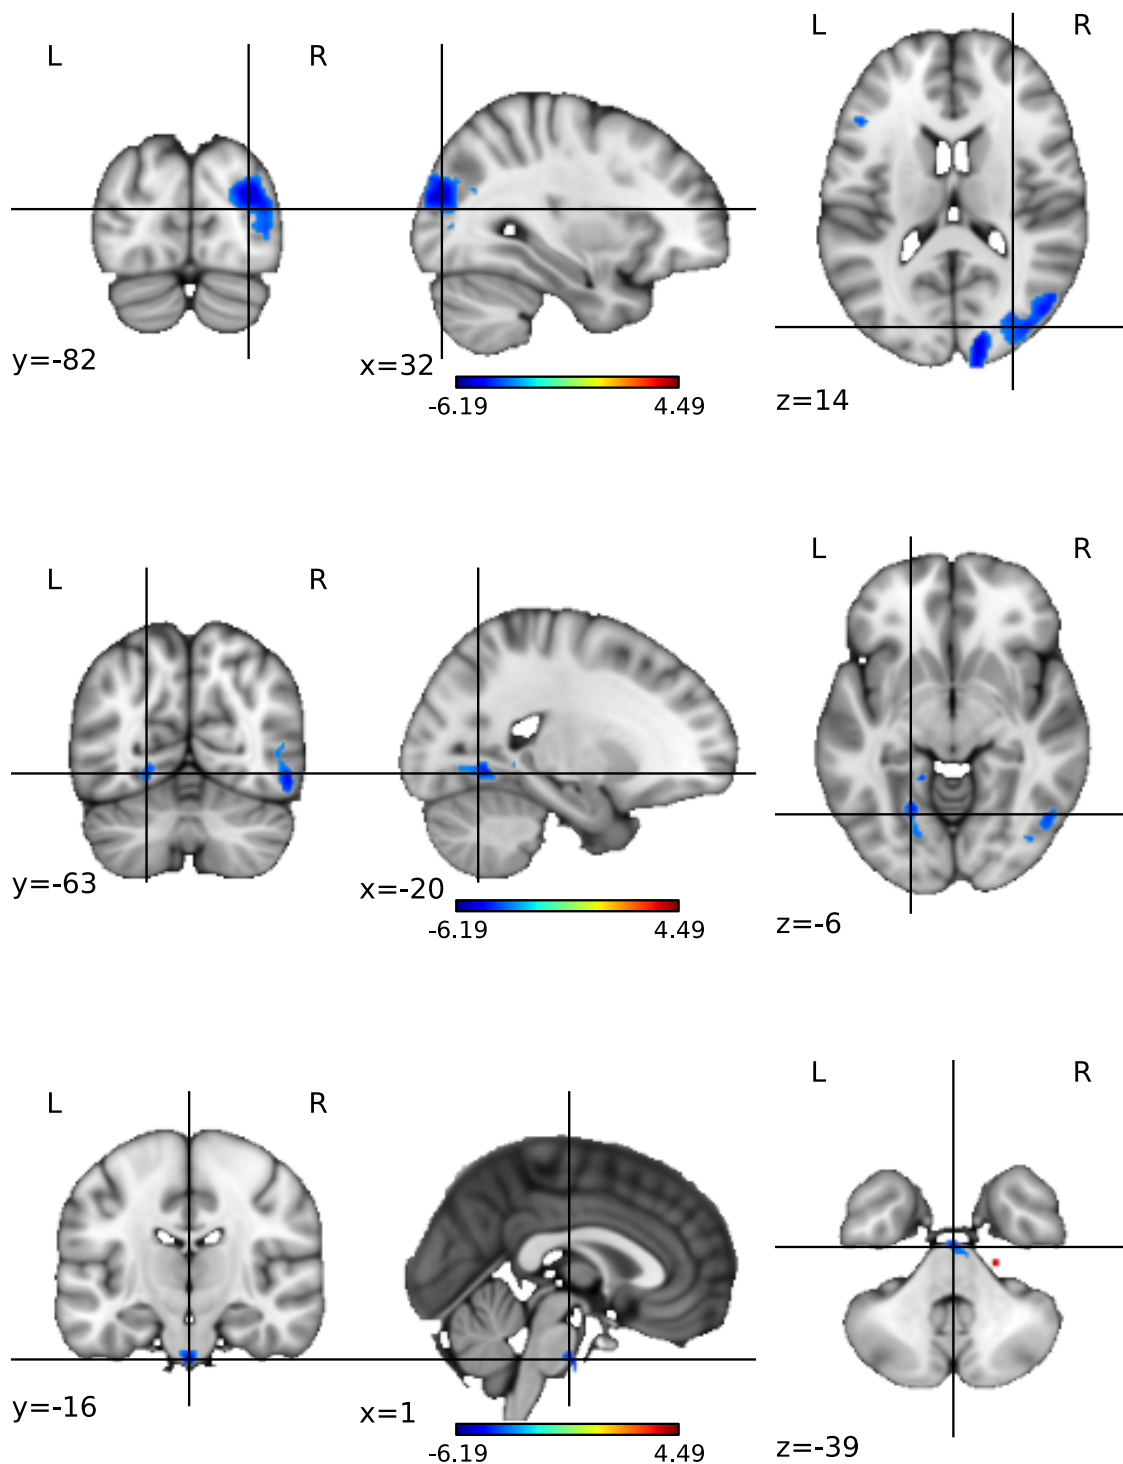 L R L R
y=-82 x=32 z=14
-6.19 4.49
L R L R
y=-63 x=-20 z=-6
-6.19 4.49
L R L R
y=-16 x=1 z=-39
-6.19 4.49